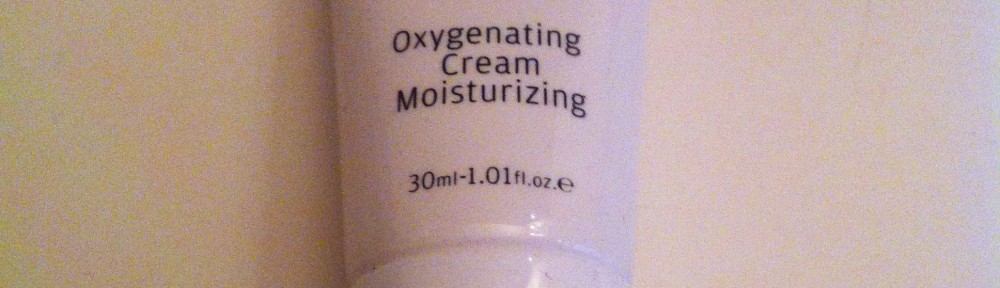 Oxygenating
Cream
Moisturizing
30ml-1.01fl.oz.℮